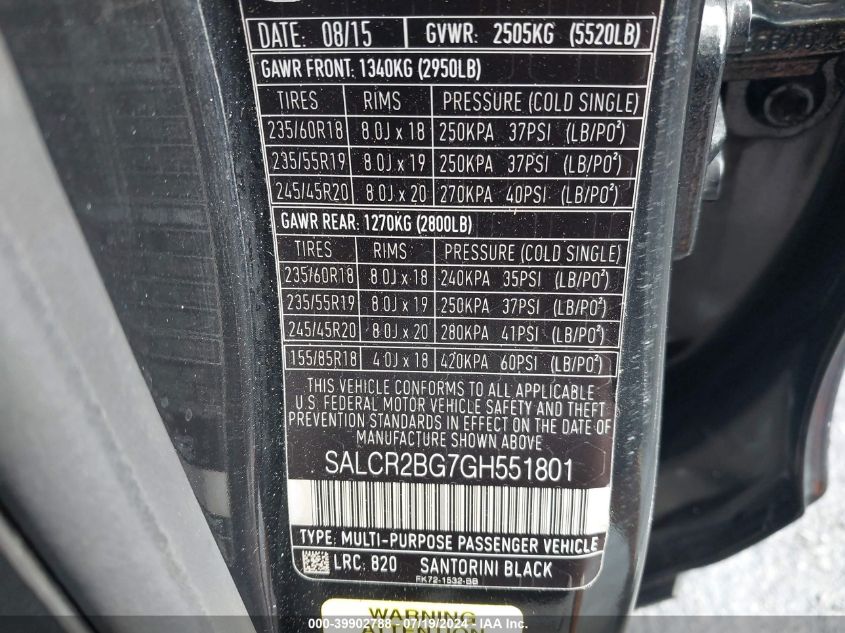 DATE: 08/15 GVWR: 2505KG (5520LB)
GAWR FRONT: 1340KG (2950LB)
TIRES RIMS PRESSURE (COLD SINGLE)
235/60R18 8.0J x 18 250KPA 37PSI (LB/PO²)
235/55R19 8.0J x 19 250KPA 37PSI (LB/PO²)
245/45R20 8.0J x 20 270KPA 40PSI (LB/PO²)
GAWR REAR: 1270KG (2800LB)
TIRES RIMS PRESSURE (COLD SINGLE)
235/60R18 8.0J x 18 240KPA 35PSI (LB/PO²)
235/55R19 8.0J x 19 250KPA 37PSI (LB/PO²)
245/45R20 8.0J x 20 280KPA 41PSI (LB/PO²)
155/85R18 4.0J x 18 420KPA 60PSI (LB/PO²)
THIS VEHICLE CONFORMS TO ALL APPLICABLE
U.S. FEDERAL MOTOR VEHICLE SAFETY AND THEFT
PREVENTION STANDARDS IN EFFECT ON THE DATE OF
MANUFACTURE SHOWN ABOVE.
SALCR2BG7GH551801
TYPE: MULTI-PURPOSE PASSENGER VEHICLE
LRC: 820 SANTORINI BLACK
FK72-1532-BB
WARNING
ATTENTION
000-39902788 - 07/19/2024 - IAA Inc.